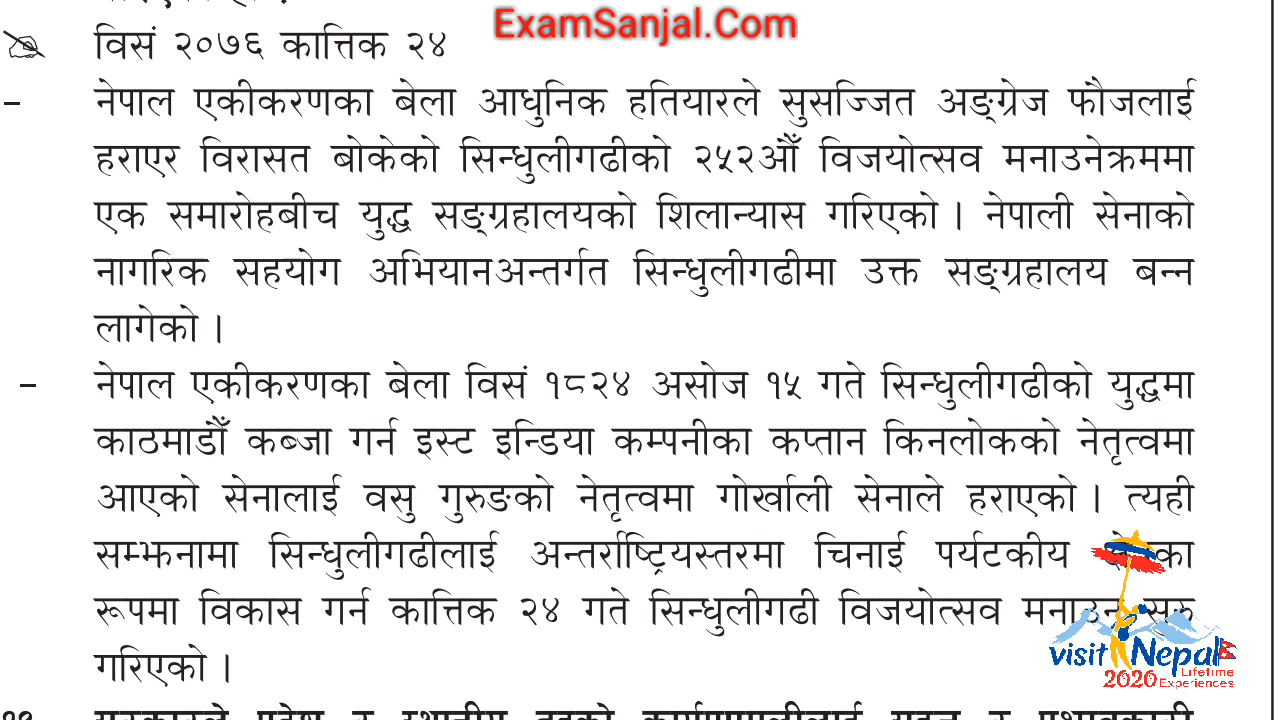 ExamSanjal.Com
विसं २०७६ कात्तिक २४
– नेपाल एकीकरणका बेला आधुनिक हतियारले सुसज्जित अङ्ग्रेज फौजलाई
हराएर विरासत बोकेको सिन्धुलीगढीको २५२औँ विजयोत्सव मनाउनेक्रममा
एक समारोहबीच युद्ध सङ्ग्रहालयको शिलान्यास गरिएको । नेपाली सेनाको
नागरिक सहयोग अभियानअन्तर्गत सिन्धुलीगढीमा उक्त सङ्ग्रहालय बन्न
लागेको ।
– नेपाल एकीकरणका बेला विसं १८२४ असोज १५ गते सिन्धुलीगढीको युद्धमा
काठमाडौँ कब्जा गर्न इस्ट इन्डिया कम्पनीका कप्तान किनलोकको नेतृत्वमा
आएको सेनालाई वसु गुरुङको नेतृत्वमा गोर्खाली सेनाले हराएको । त्यही
सम्झनामा सिन्धुलीगढीलाई अन्तर्राष्ट्रियस्तरमा चिनाई पर्यटकीय
रूपमा विकास गर्न कात्तिक २४ गते सिन्धुलीगढी विजयोत्सव मनाउन सुरु
गरिएको ।
visit Nepal
Lifetime
2020 Experiences